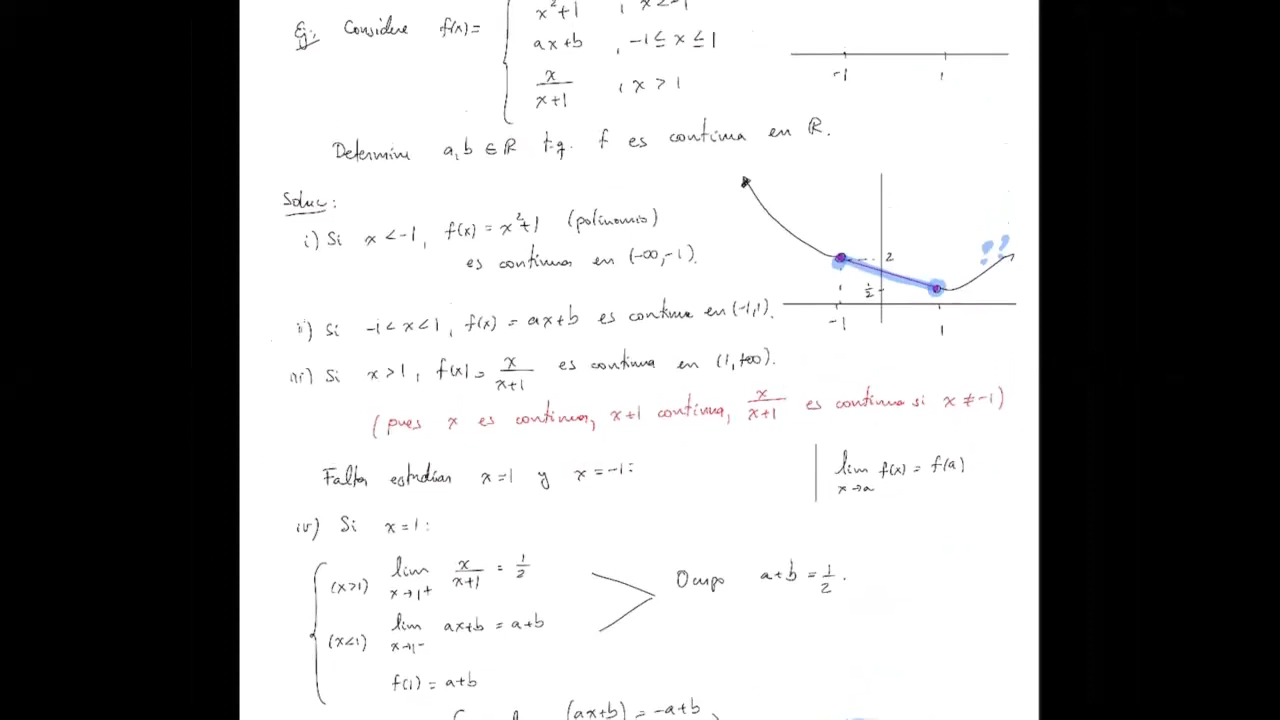 x²+1 , x<-1
Ej: Considere f(x)=
ax+b , -1 ≤ x ≤ 1
x/(x+1) , x > 1
-1 1
Determine a,b ∈ ℝ t.q. f es continua en ℝ.
Soluc:
i) Si x < -1, f(x) = x²+1 (polinomio)
es continua en (-∞,-1).
2
1/2
-1 1
ii) Si -1 < x < 1, f(x) = ax+b es continua en (-1,1).
iii) Si x > 1, f(x) = x/(x+1) es continua en (1,+∞).
(pues x es continua, x+1 continua, x/(x+1) es continua si x ≠ -1)
Falta estudiar x=1 y x=-1:
lim x→a f(x) = f(a)
iv) Si x=1:
(x>1) lim x→1+ x/(x+1) = 1/2
Ocupo a+b = 1/2.
(x<1) lim x→1- ax+b = a+b
f(1) = a+b
(ax+b) = -a+b